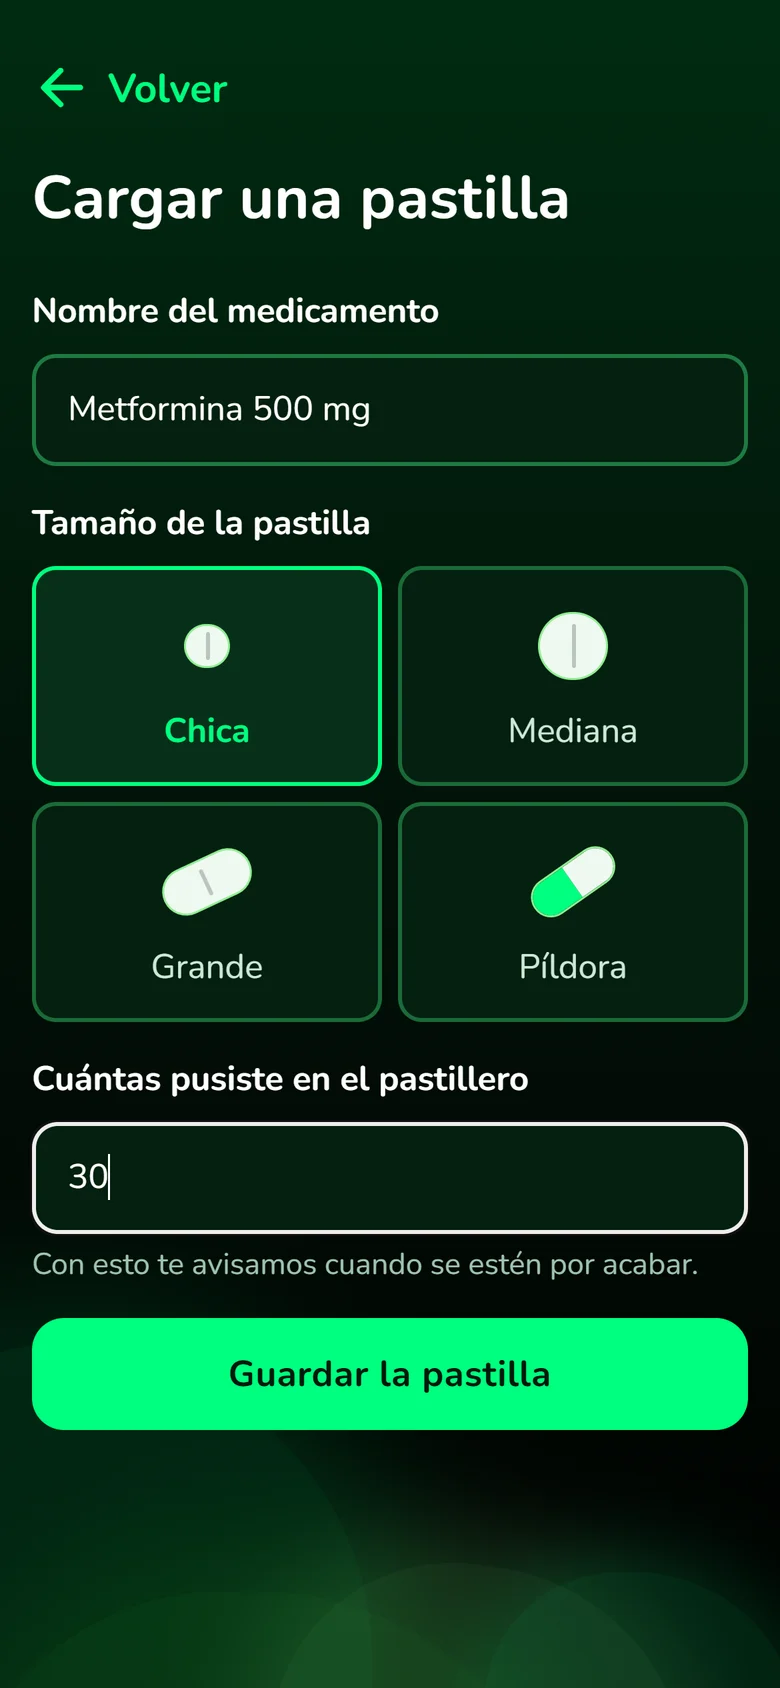 Volver
Cargar una pastilla
Nombre del medicamento
Metformina 500 mg
Tamaño de la pastilla
Chica
Mediana
Grande
Píldora
Cuántas pusiste en el pastillero
30
Con esto te avisamos cuando se estén por acabar.
Guardar la pastilla